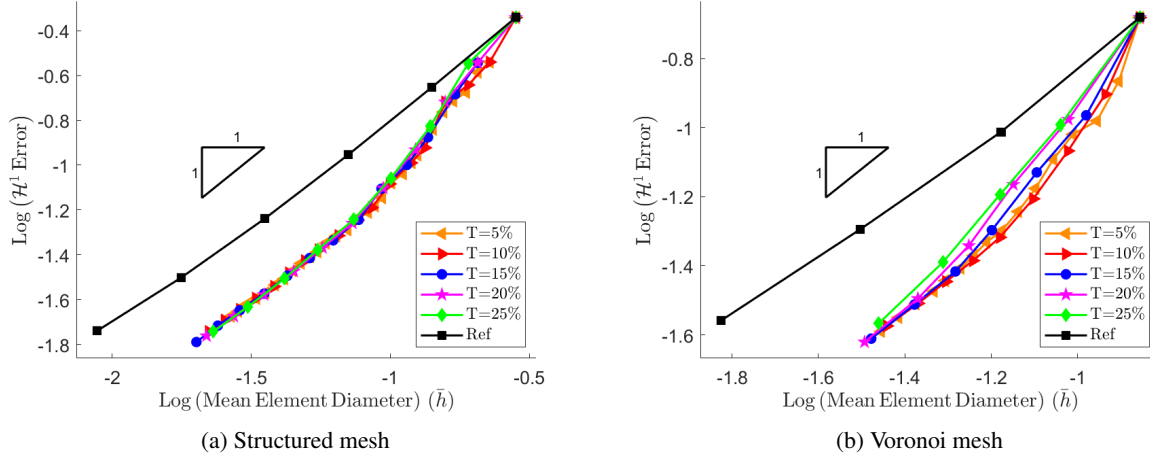 -0.4
-0.6
-0.8
-1
-1.2
-1.4
-1.6
-1.8
Log (ℋ¹ Error)
1
1
T=5%
T=10%
T=15%
T=20%
T=25%
Ref
-2
-1.5
-1
-0.5
Log (Mean Element Diameter) (h̄)
(a) Structured mesh
-0.8
-1
-1.2
-1.4
-1.6
Log (ℋ¹ Error)
1
1
T=5%
T=10%
T=15%
T=20%
T=25%
Ref
-1.8
-1.6
-1.4
-1.2
-1
Log (Mean Element Diameter) (h̄)
(b) Voronoi mesh